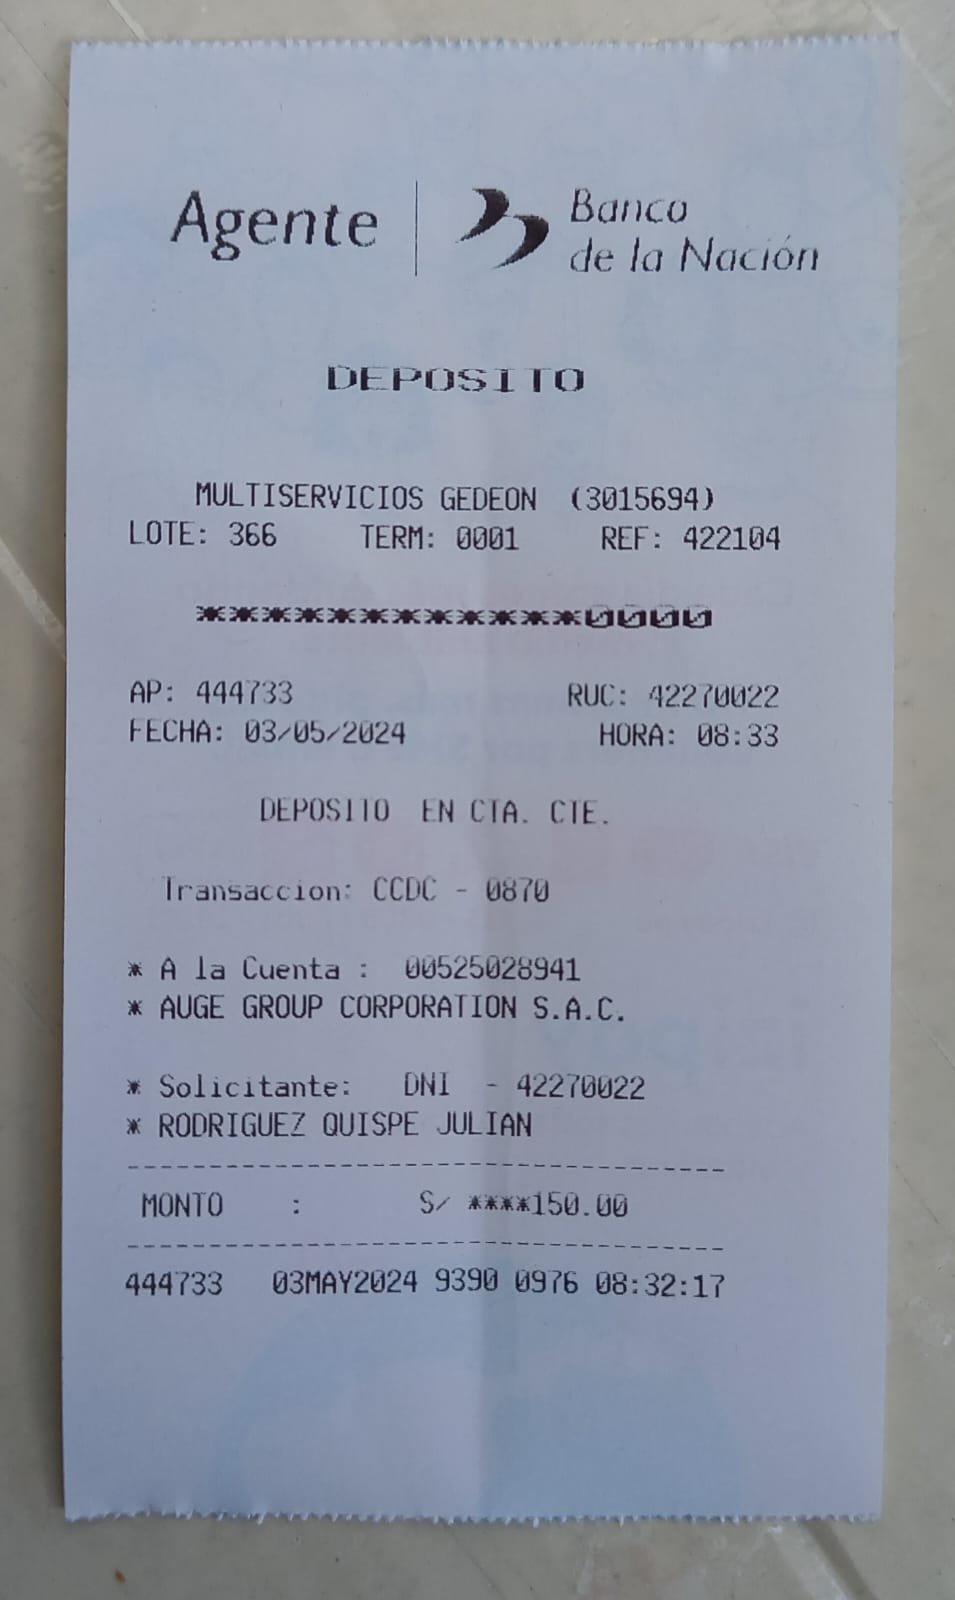 Agente | Banco
de la Nación
DEPOSITO
MULTISERVICIOS GEDEON (3015694)
LOTE: 366 TERM: 0001 REF: 422104
************0000
AP: 444733 RUC: 42270022
FECHA: 03/05/2024 HORA: 08:33
DEPOSITO EN CTA. CTE.
Transaccion: CCDC - 0870
* A la Cuenta : 00525028941
* AUGE GROUP CORPORATION S.A.C.
* Solicitante: DNI - 42270022
* RODRIGUEZ QUISPE JULIAN
MONTO : S/ ****150.00
444733 03MAY2024 9390 0976 08:32:17